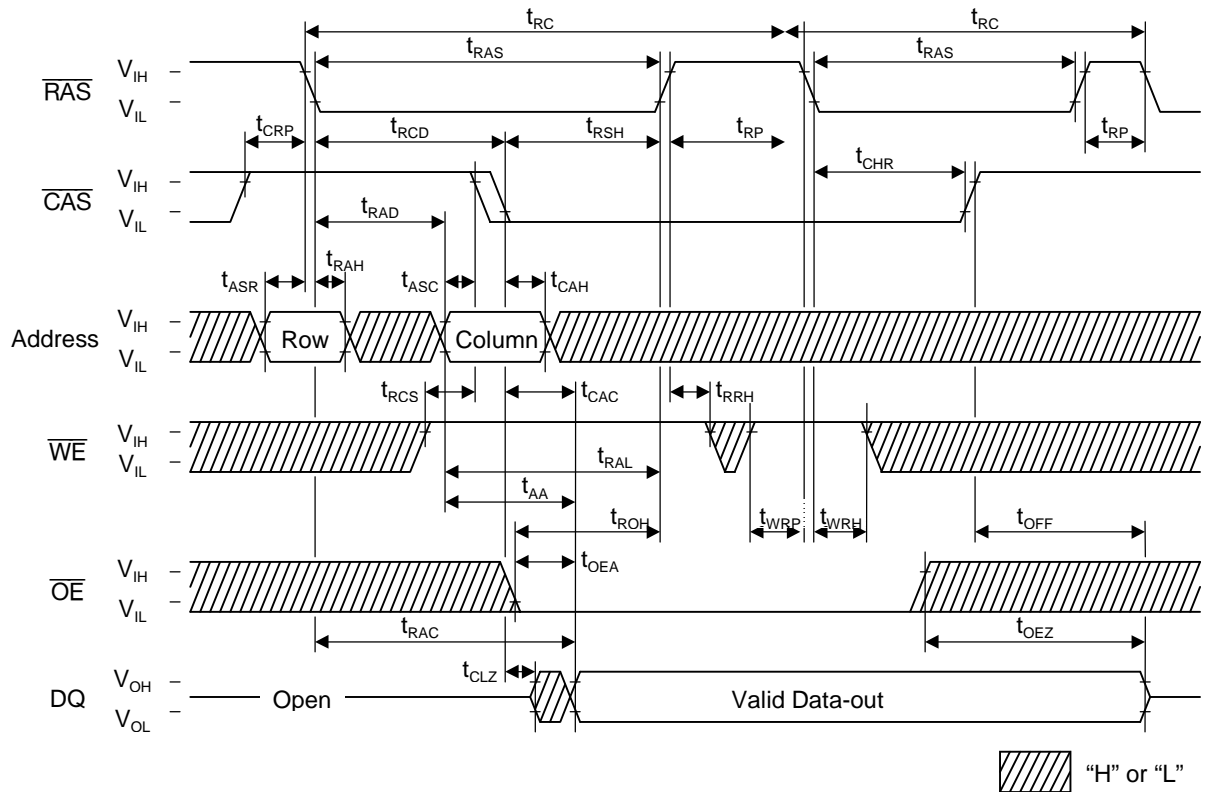 tRC tRC
tRAS tRAS
RAS VIH
VIL
tCRP tRCD tRSH tRP tRP
tCHR
CAS VIH
VIL
tRAD
tASR tRAH tASC tCAH
Address VIH
VIL
Row Column
tRCS tCAC tRRH
WE VIH
VIL
tRAL
tAA
tROH tWRP tWRH tOFF
tOEA
OE VIH
VIL
tRAC tOEZ
tCLZ
DQ VOH
VOL
Open Valid Data-out
“H” or “L”